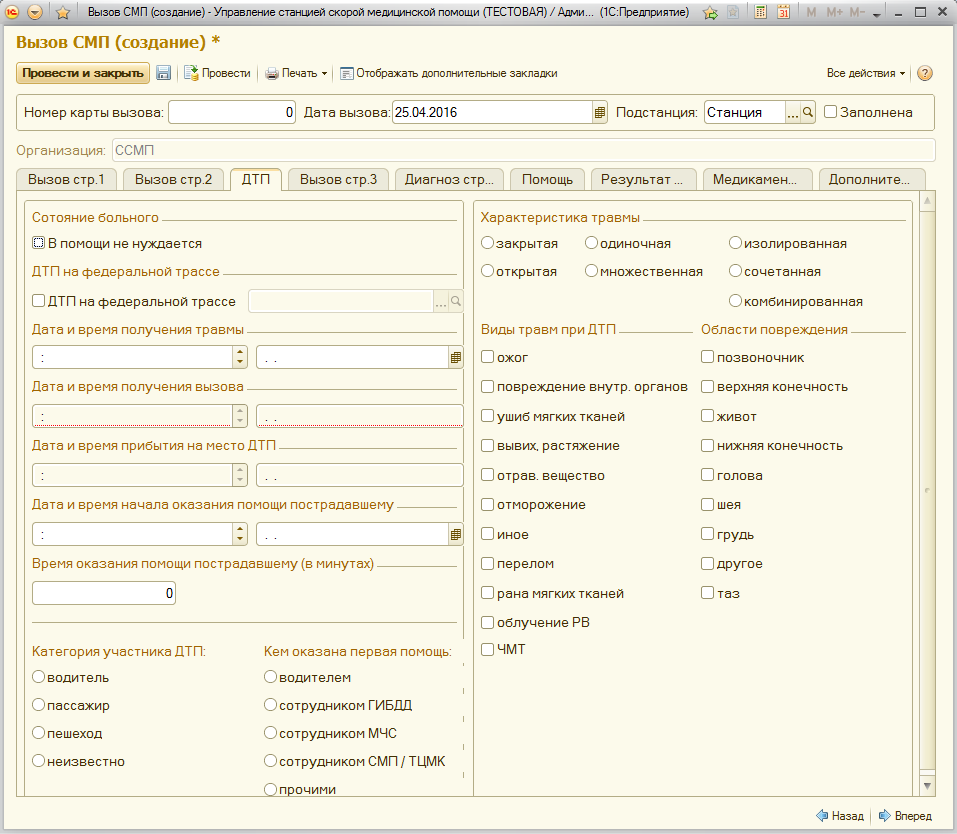 Вызов СМП (создание) - Управление станцией скорой медицинской помощи (ТЕСТОВАЯ) / Адми... (1С:Предприятие)
31 M M+ M-
Вызов СМП (создание) *
Провести и закрыть Провести Печать Отображать дополнительные закладки Все действия ?
Номер карты вызова: 0 Дата вызова: 25.04.2016 Подстанция: Станция ... Заполнена
Организация: ССМП
Вызов стр.1 Вызов стр.2 ДТП Вызов стр.3 Диагноз стр... Помощь Результат ... Медикамен... Дополните...
Сотояние больного
В помощи не нуждается
ДТП на федеральной трассе
ДТП на федеральной трассе ...
Дата и время получения травмы
: . .
Дата и время получения вызова
: . .
Дата и время прибытия на место ДТП
: . .
Дата и время начала оказания помощи пострадавшему
: . .
Время оказания помощи пострадавшему (в минутах)
0
Категория участника ДТП: Кем оказана первая помощь:
водитель водителем
пассажир сотрудником ГИБДД
пешеход сотрудником МЧС
неизвестно сотрудником СМП / ТЦМК
прочими
Характеристика травмы
закрытая одиночная изолированная
открытая множественная сочетанная
комбинированная
Виды травм при ДТП Области повреждения
ожог позвоночник
повреждение внутр. органов верхняя конечность
ушиб мягких тканей живот
вывих, растяжение нижняя конечность
отрав. вещество голова
отморожение шея
иное грудь
перелом другое
рана мягких тканей таз
облучение РВ
ЧМТ
Назад Вперед